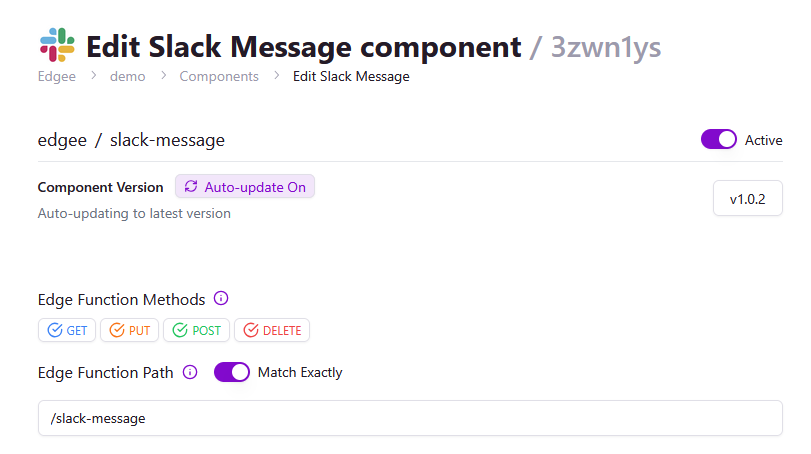 Edit Slack Message component / 3zwn1ys
Edgee > demo > Components > Edit Slack Message
edgee / slack-message
Active
Component Version Auto-update On
Auto-updating to latest version
v1.0.2
Edge Function Methods
GET PUT POST DELETE
Edge Function Path Match Exactly
/slack-message